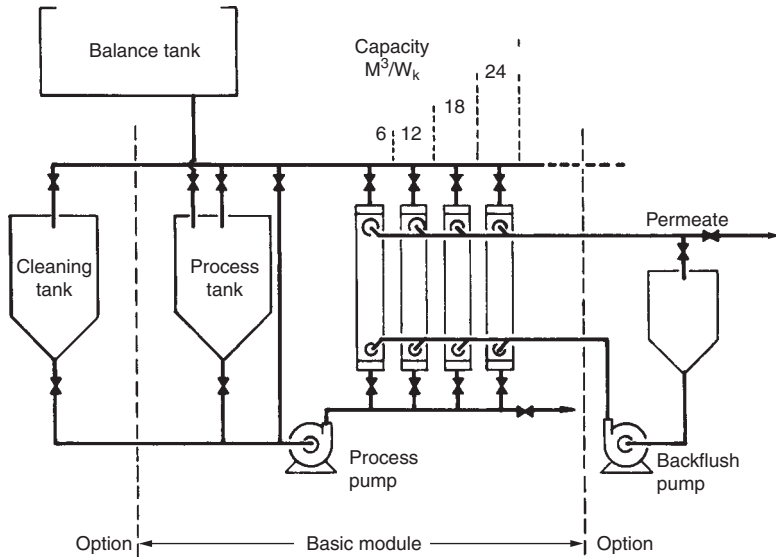 Balance tank
Capacity
M³/Wk
24
18
6
12
Permeate
Cleaning
tank
Process
tank
Process
pump
Backflush
pump
Option
Basic module
Option